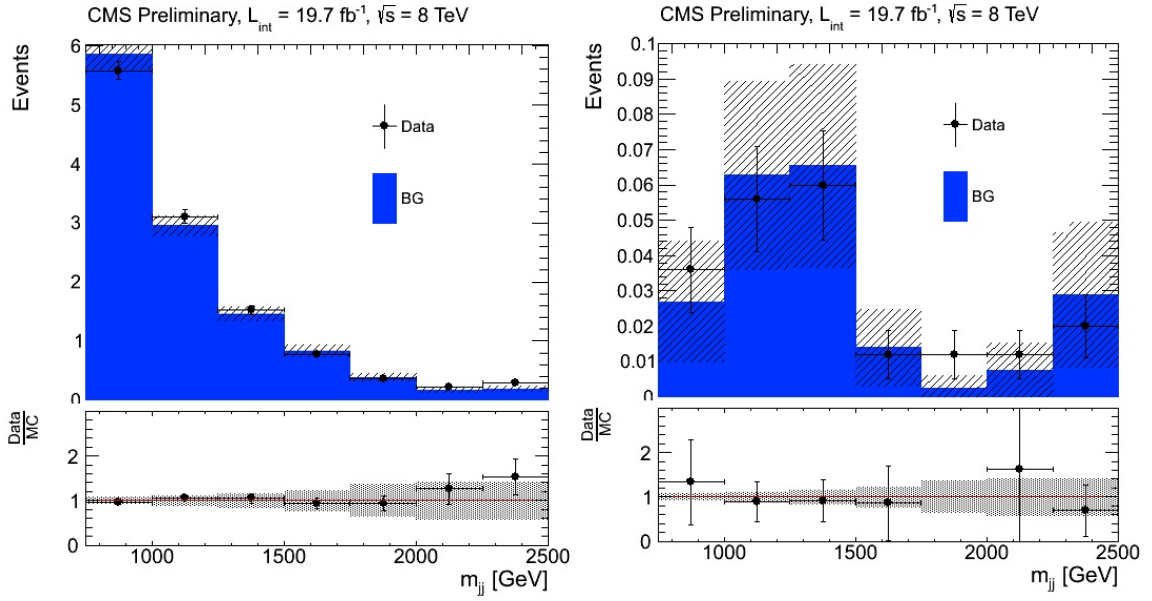 CMS Preliminary, L_int = 19.7 fb⁻¹, √s = 8 TeV
Events
6
5
4
3
2
1
0
Data
BG
Data
MC
2
1
0
1000 1500 2000 2500
m_jj [GeV]
CMS Preliminary, L_int = 19.7 fb⁻¹, √s = 8 TeV
Events
0.1
0.09
0.08
0.07
0.06
0.05
0.04
0.03
0.02
0.01
0
Data
BG
Data
MC
2
1
0
1000 1500 2000 2500
m_jj [GeV]